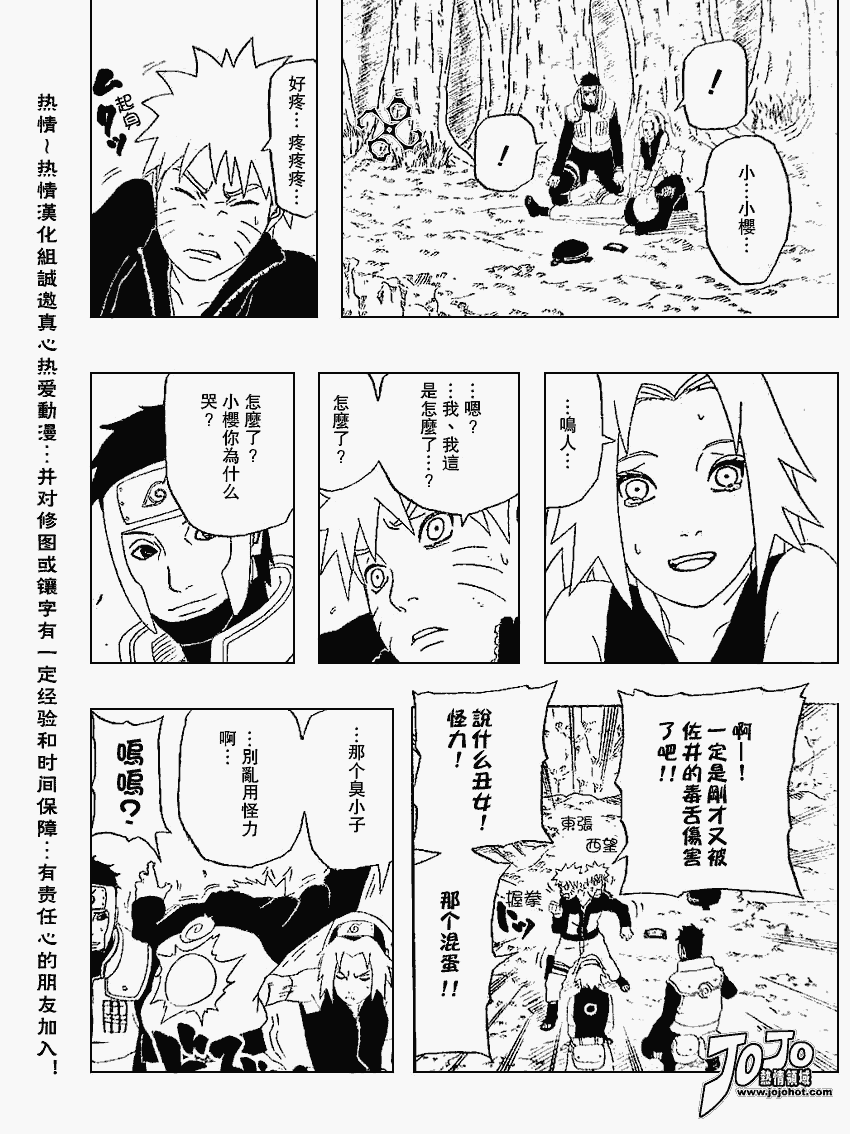 !
!
小…小櫻…
好疼…疼疼疼…
ムクッ
起身
…鳴人…
…嗯?
…我、我這
是怎麼了…?
怎麼了?
怎麼了?
小櫻你為什么
哭?
啊—!
一定是剛才又被
佐井的毒舌傷害
了吧!!
說什么丑女!
怪力!
東張
西望
握拳
那个混蛋!!
…那个臭小子
…別亂用怪力
啊…
嗚嗚?
热情～热情漢化組誠邀真心热爱動漫…并对修图或镶字有一定经验和时间保障…有责任心的朋友加入!
JOJO
熱情領域
www.jojohot.com